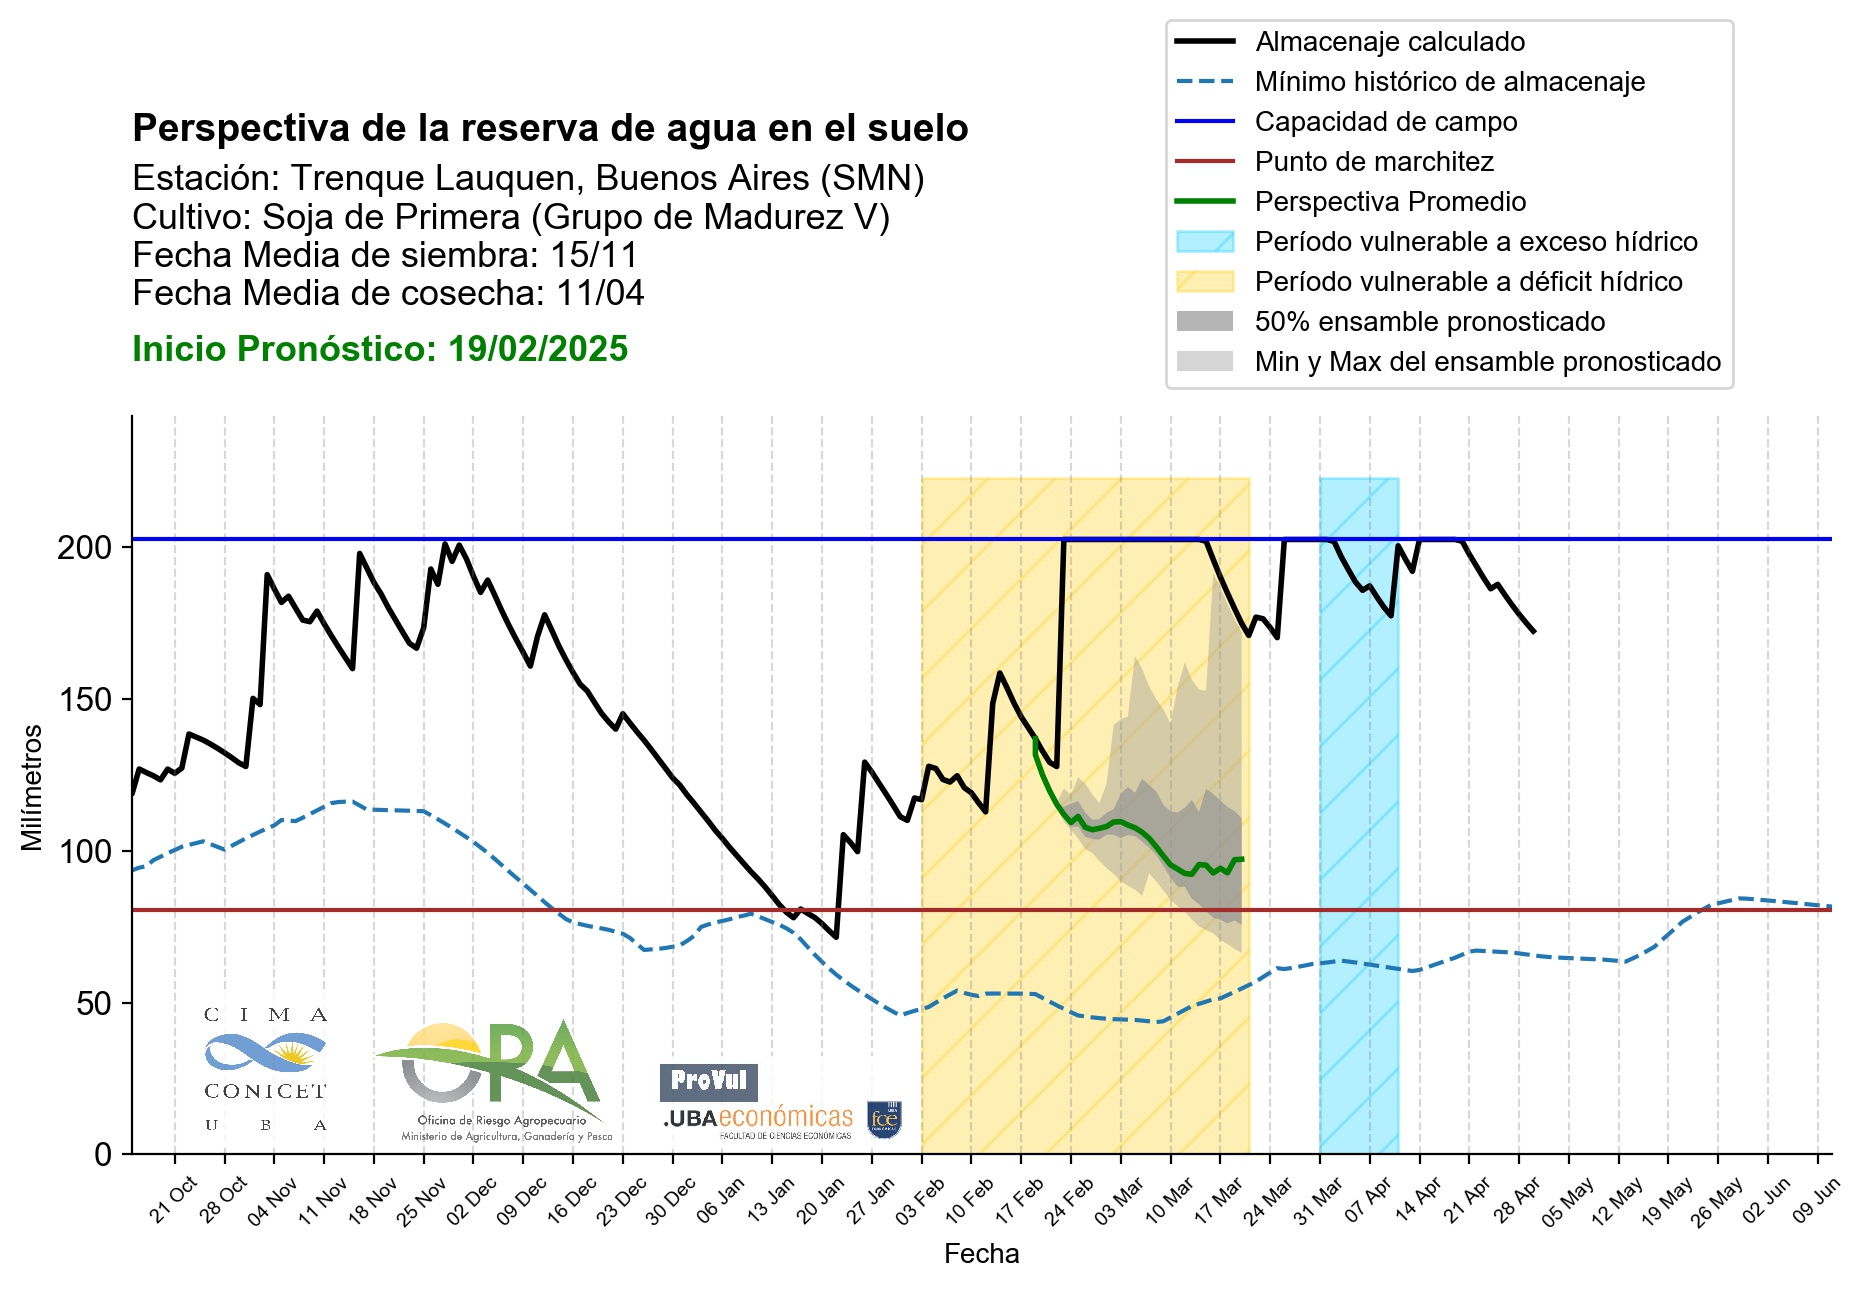 Almacenaje calculado
Mínimo histórico de almacenaje
Capacidad de campo
Punto de marchitez
Perspectiva Promedio
Período vulnerable a exceso hídrico
Período vulnerable a déficit hídrico
50% ensamble pronosticado
Min y Max del ensamble pronosticado
Perspectiva de la reserva de agua en el suelo
Estación: Trenque Lauquen, Buenos Aires (SMN)
Cultivo: Soja de Primera (Grupo de Madurez V)
Fecha Media de siembra: 15/11
Fecha Media de cosecha: 11/04
Inicio Pronóstico: 19/02/2025
Milímetros
200
150
100
50
0
CIMA
CONICET
UBA
ORA
Oficina de Riesgo Agropecuario
Ministerio de Agricultura, Ganadería y Pesca
ProVul
.UBAeconómicas
FACULTAD DE CIENCIAS ECONÓMICAS
UBA
fce
ECONÓMICAS
21 Oct
28 Oct
04 Nov
11 Nov
18 Nov
25 Nov
02 Dec
09 Dec
16 Dec
23 Dec
30 Dec
06 Jan
13 Jan
20 Jan
27 Jan
03 Feb
10 Feb
17 Feb
24 Feb
03 Mar
10 Mar
17 Mar
24 Mar
31 Mar
07 Apr
14 Apr
21 Apr
28 Apr
05 May
12 May
19 May
26 May
02 Jun
09 Jun
Fecha